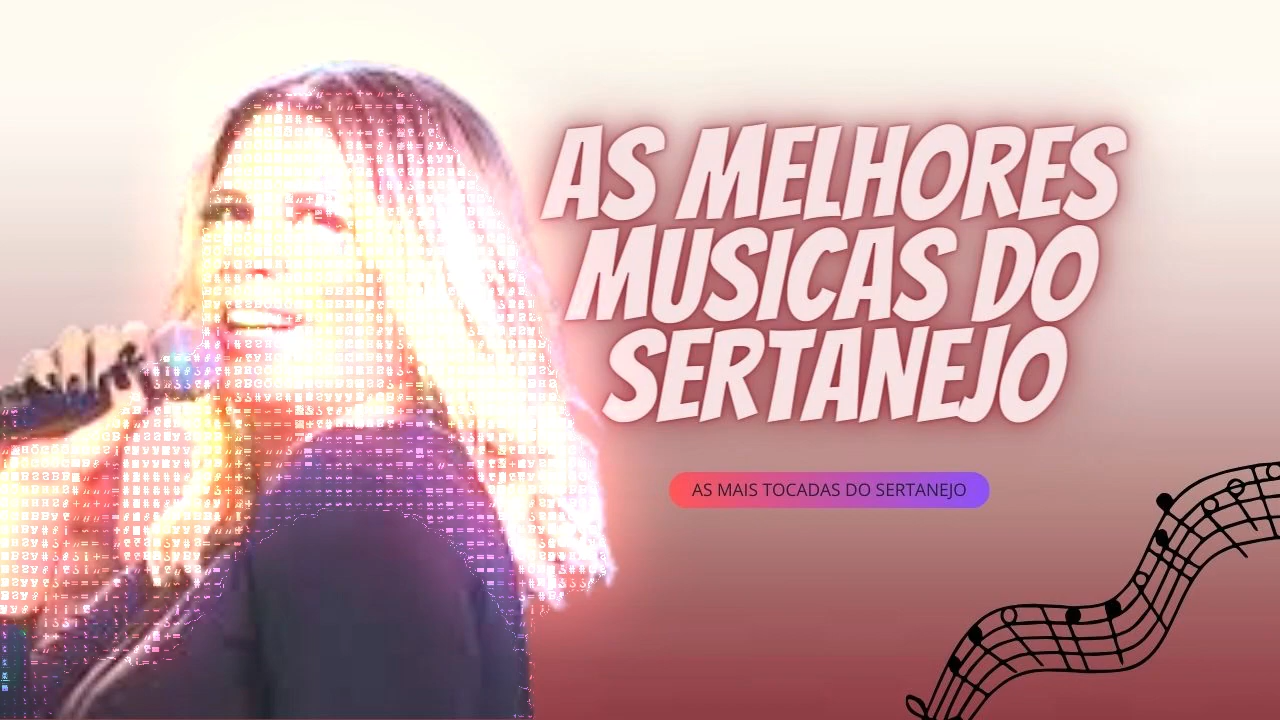 AS MELHORES
MUSICAS DO
SERTANEJO
AS MAIS TOCADAS DO SERTANEJO